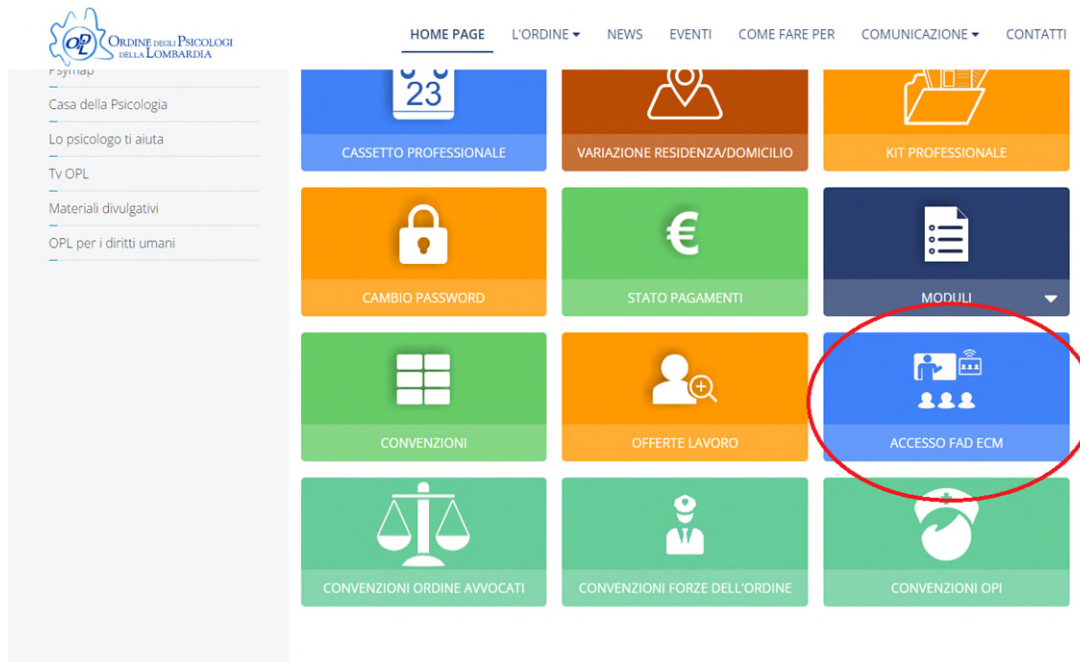 OPL
ORDINE DEGLI PSICOLOGI
DELLA LOMBARDIA
HOME PAGE L'ORDINE NEWS EVENTI COME FARE PER COMUNICAZIONE CONTATTI
Psymap
Casa della Psicologia
Lo psicologo ti aiuta
Tv OPL
Materiali divulgativi
OPL per i diritti umani
23
CASSETTO PROFESSIONALE
VARIAZIONE RESIDENZA/DOMICILIO
KIT PROFESSIONALE
CAMBIO PASSWORD
€
STATO PAGAMENTI
MODULI
CONVENZIONI
OFFERTE LAVORO
ACCESSO FAD ECM
CONVENZIONI ORDINE AVVOCATI
CONVENZIONI FORZE DELL'ORDINE
CONVENZIONI OPI